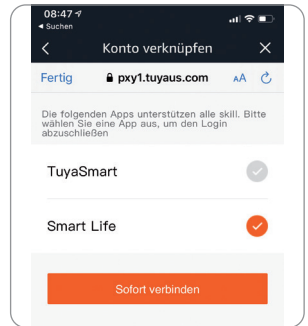 08:47
Suchen
Konto verknüpfen
Fertig pxy1.tuyaus.com AA
Die folgenden Apps unterstützen alle skill. Bitte
wählen Sie eine App aus, um den Login
abzuschließen
TuyaSmart
Smart Life
Sofort verbinden